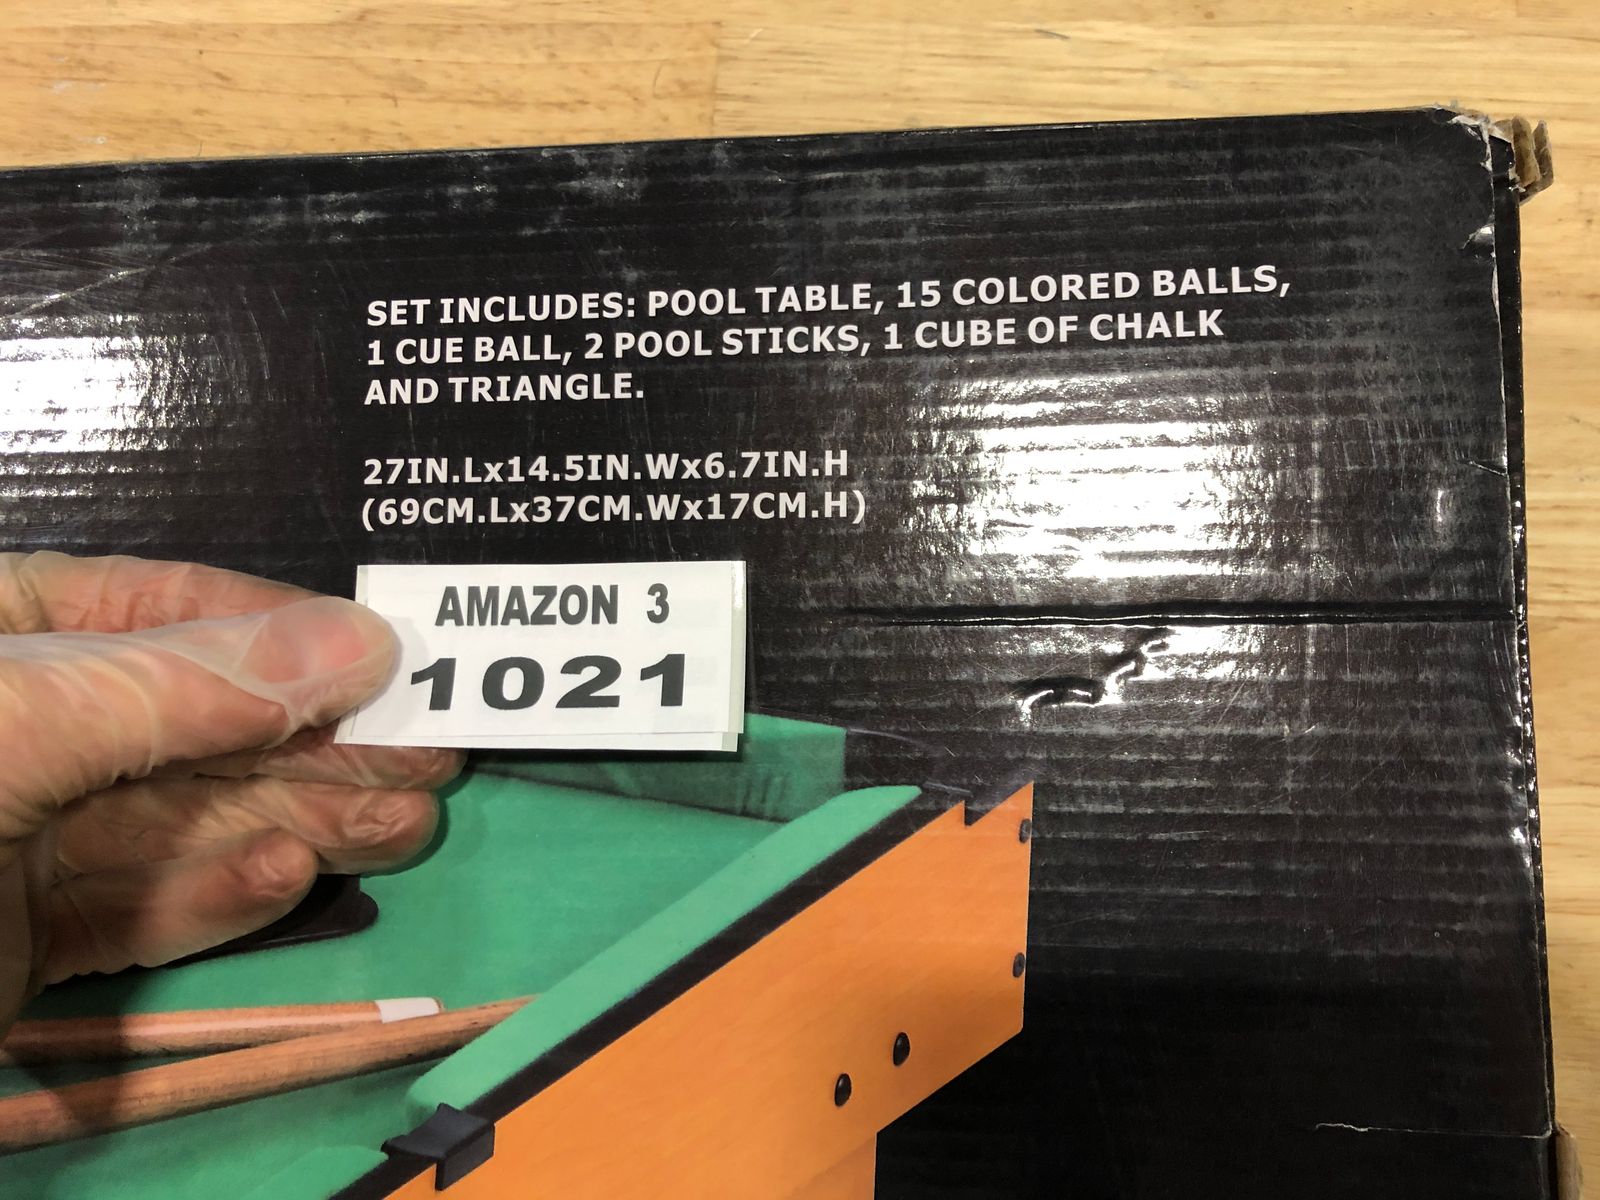 SET INCLUDES: POOL TABLE, 15 COLORED BALLS,
1 CUE BALL, 2 POOL STICKS, 1 CUBE OF CHALK
AND TRIANGLE.
27IN.Lx14.5IN.Wx6.7IN.H
(69CM.Lx37CM.Wx17CM.H)
AMAZON 3
1021